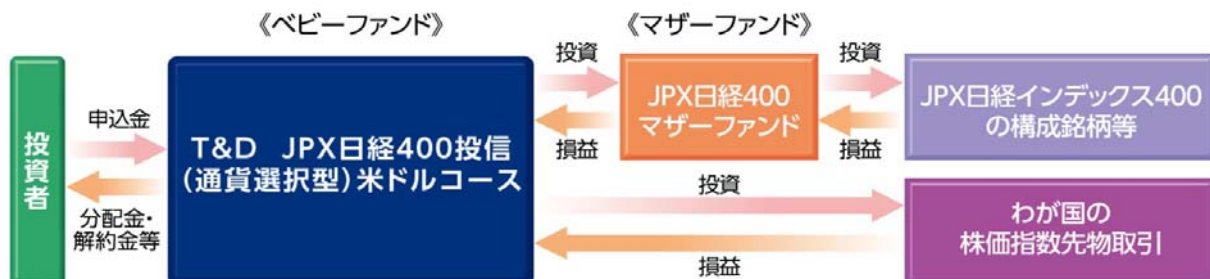 《ベビーファンド》
《マザーファンド》
投資者
申込金
分配金・
解約金等
T&D JPX日経400投信
(通貨選択型)米ドルコース
投資
損益
JPX日経400
マザーファンド
投資
損益
JPX日経インデックス400
の構成銘柄等
投資
損益
わが国の
株価指数先物取引